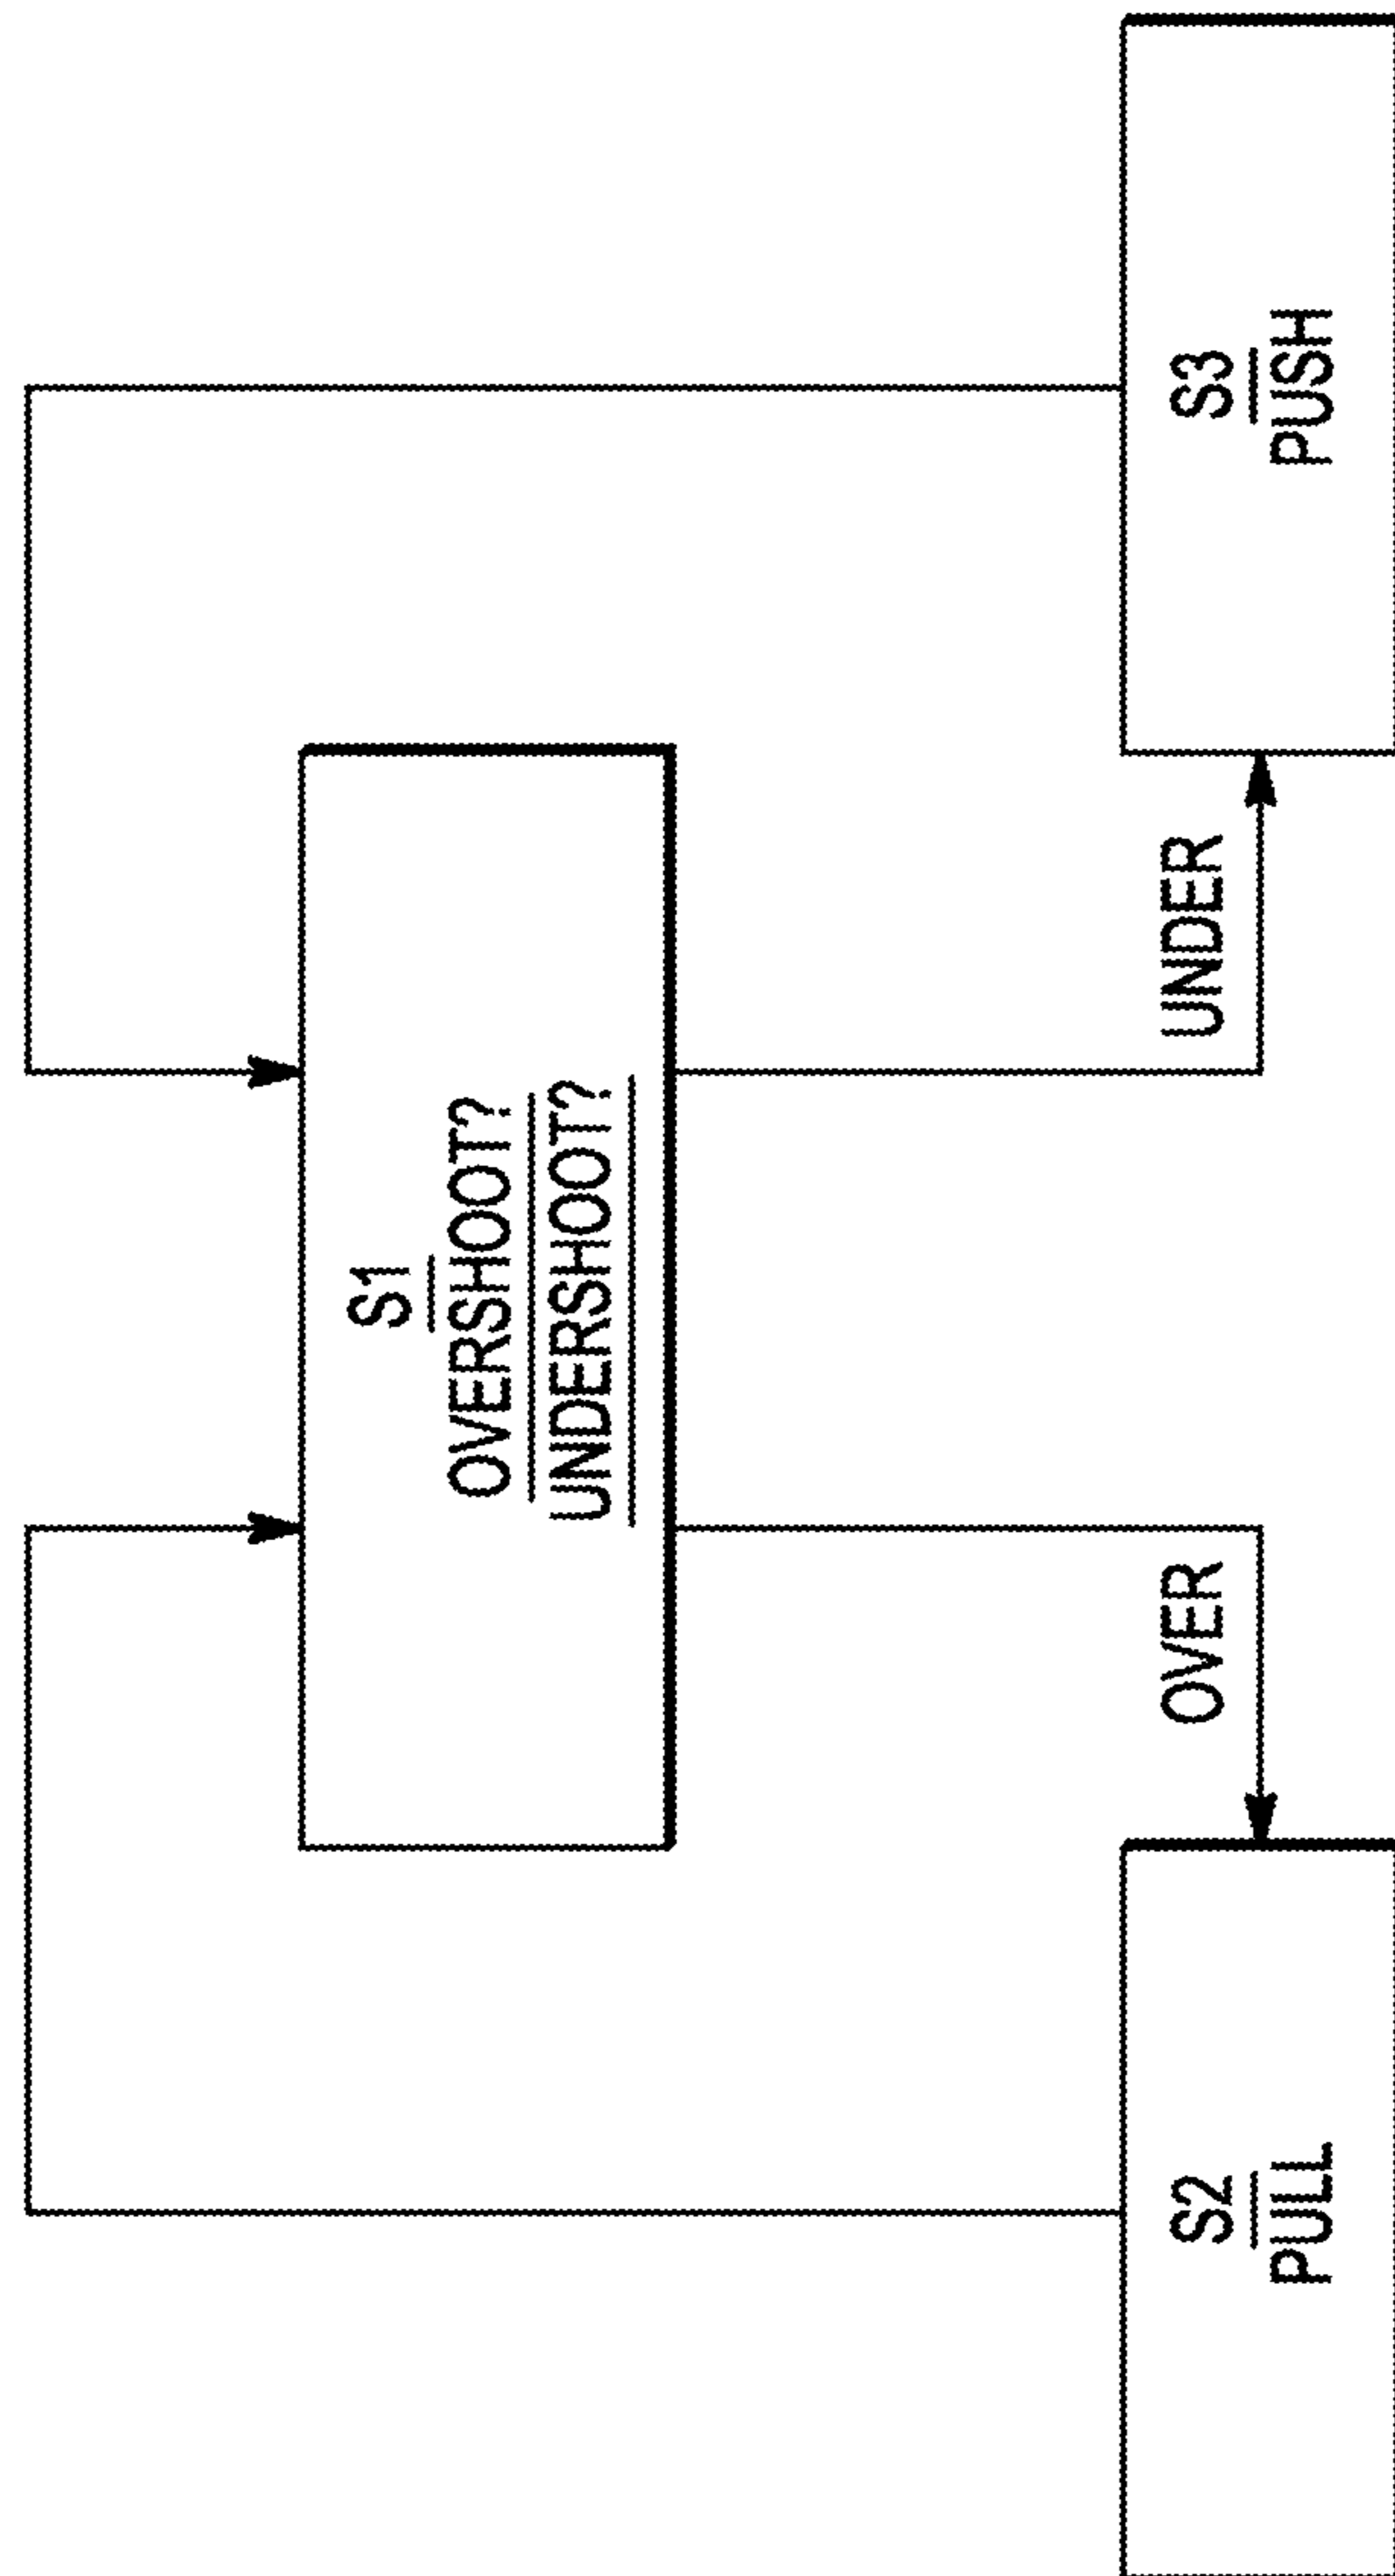 S1
OVERSHOOT?
UNDERSHOOT?
OVER
UNDER
S2
PULL
S3
PUSH